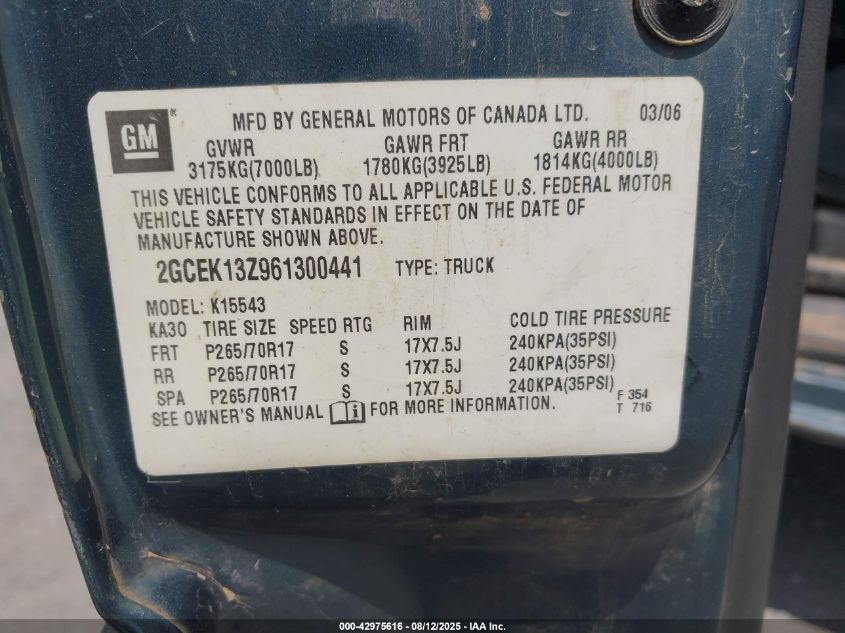 GM ® MFD BY GENERAL MOTORS OF CANADA LTD. 03/06
GVWR GAWR FRT GAWR RR
3175KG(7000LB) 1780KG(3925LB) 1814KG(4000LB)
THIS VEHICLE CONFORMS TO ALL APPLICABLE U.S. FEDERAL MOTOR
VEHICLE SAFETY STANDARDS IN EFFECT ON THE DATE OF
MANUFACTURE SHOWN ABOVE.
2GCEK13Z961300441 TYPE: TRUCK
MODEL: K15543
KA30 TIRE SIZE SPEED RTG RIM COLD TIRE PRESSURE
FRT P265/70R17 S 17X7.5J 240KPA(35PSI)
RR P265/70R17 S 17X7.5J 240KPA(35PSI)
SPA P265/70R17 S 17X7.5J 240KPA(35PSI)
SEE OWNER'S MANUAL i FOR MORE INFORMATION.
F 354
T 716
000-42975616 - 08/12/2025 - IAA Inc.